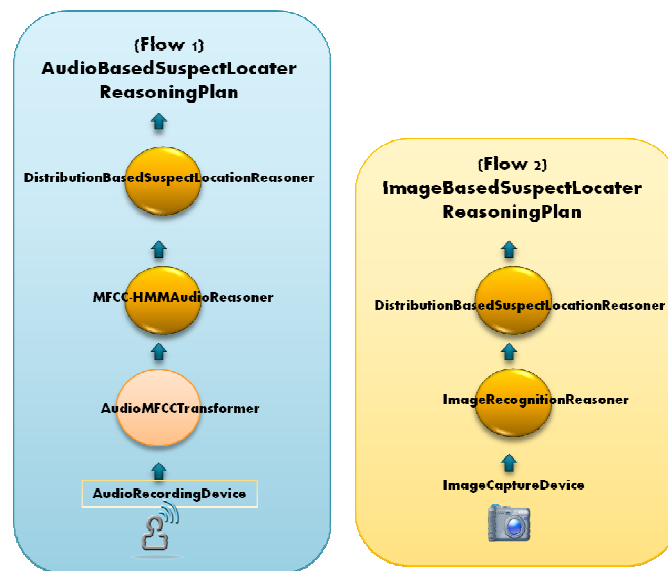 (Flow 1)
AudioBasedSuspectLocater
ReasoningPlan
DistributionBasedSuspectLocationReasoner
MFCC-HMMAudioReasoner
AudioMFCCTransformer
AudioRecordingDevice
(Flow 2)
ImageBasedSuspectLocater
ReasoningPlan
DistributionBasedSuspectLocationReasoner
ImageRecognitionReasoner
ImageCaptureDevice